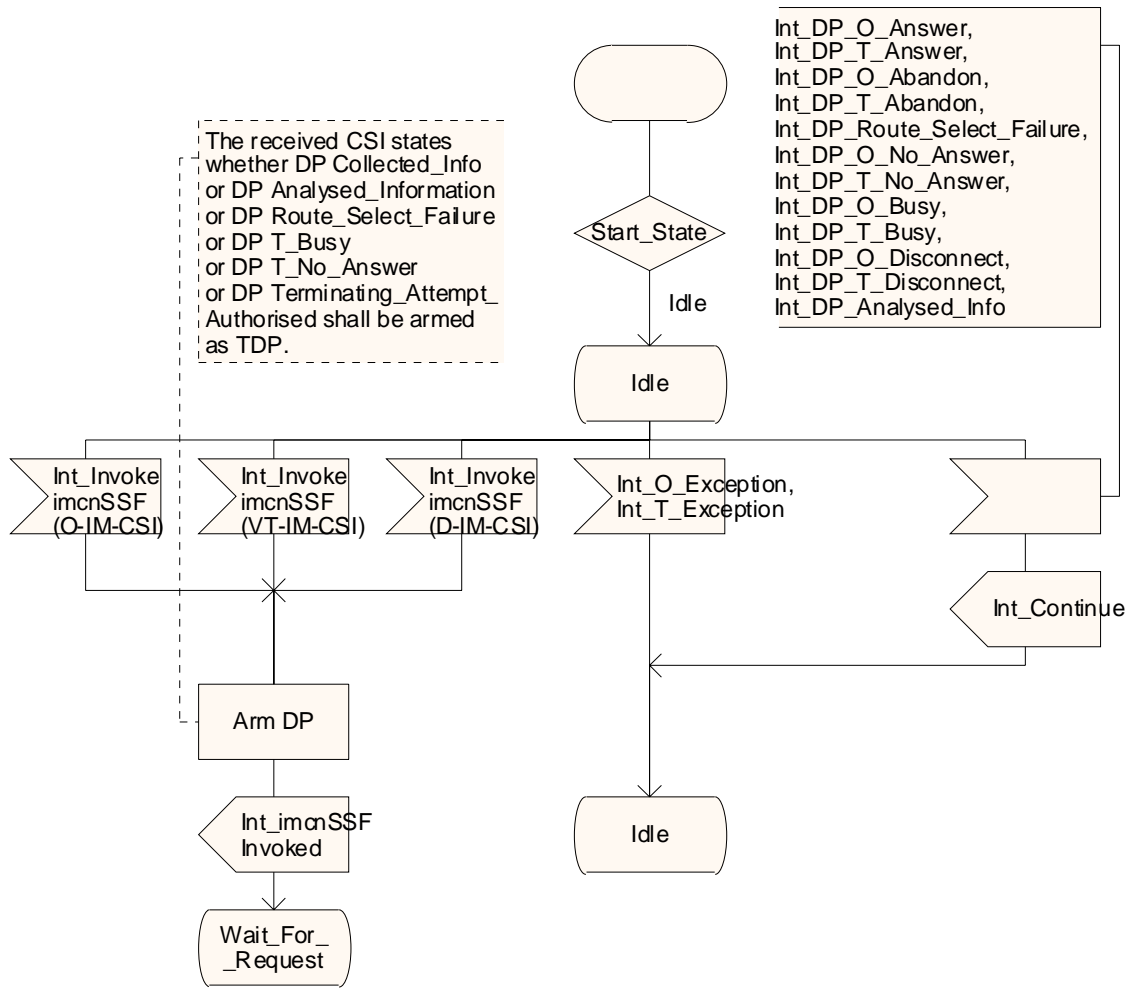 Int_DP_O_Answer,
Int_DP_T_Answer,
Int_DP_O_Abandon,
Int_DP_T_Abandon,
Int_DP_Route_Select_Failure,
Int_DP_O_No_Answer,
Int_DP_T_No_Answer,
Int_DP_O_Busy,
Int_DP_T_Busy,
Int_DP_O_Disconnect,
Int_DP_T_Disconnect,
Int_DP_Analysed_Info
The received CSI states
whether DP Collected_Info
or DP Analysed_Information
or DP Route_Select_Failure
or DP T_Busy
or DP T_No_Answer
or DP Terminating_Attempt_
Authorised shall be armed
as TDP.
Start_State
Idle
Idle
Int_Invoke
imcnSSF
(O-IM-CSI)
Int_Invoke
imcnSSF
(VT-IM-CSI)
Int_Invoke
imcnSSF
(D-IM-CSI)
Int_O_Exception,
Int_T_Exception
Int_Continue
Arm DP
Int_imcnSSF
Invoked
Idle
Wait_For_
_Request